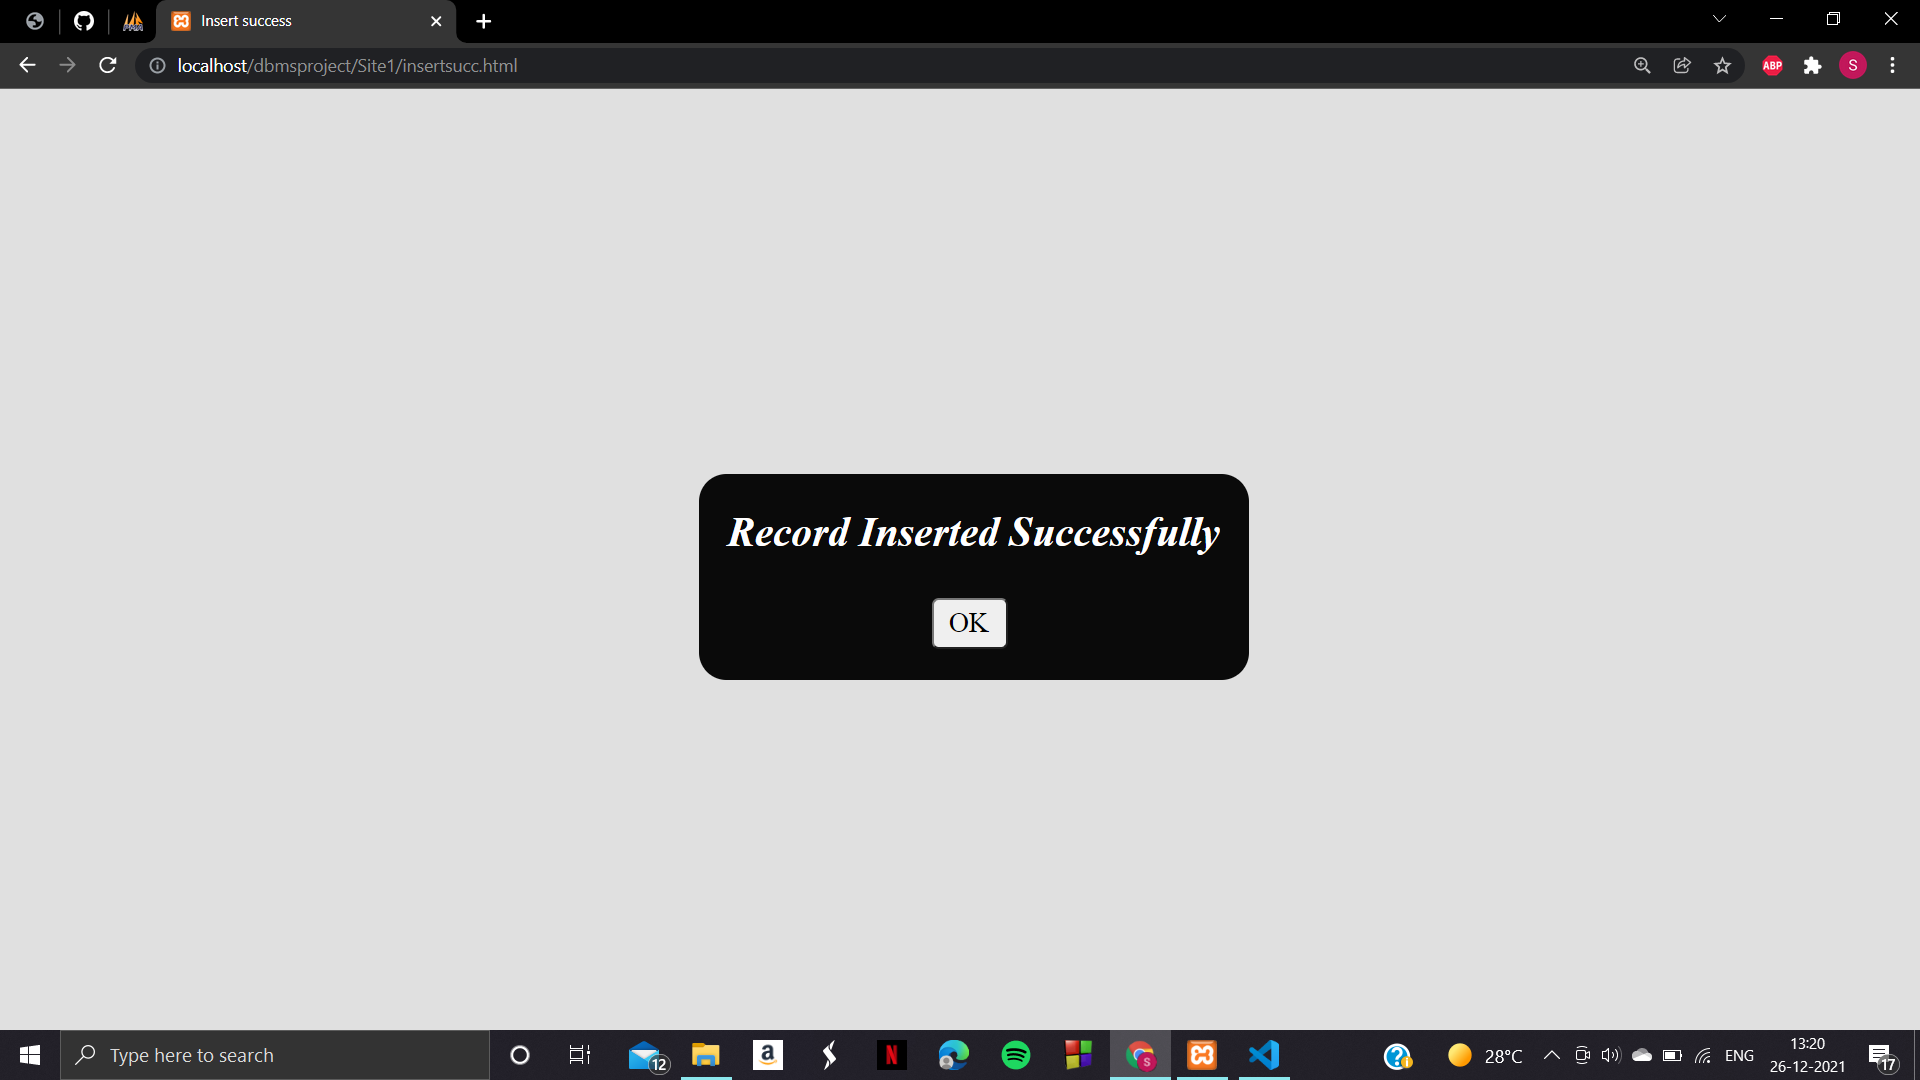 Insert success
localhost/dbmsproject/Site1/insertsucc.html
ABP
S
Record Inserted Successfully
OK
Type here to search
12
a
N
S
28°C
ENG
13:20
26-12-2021
17